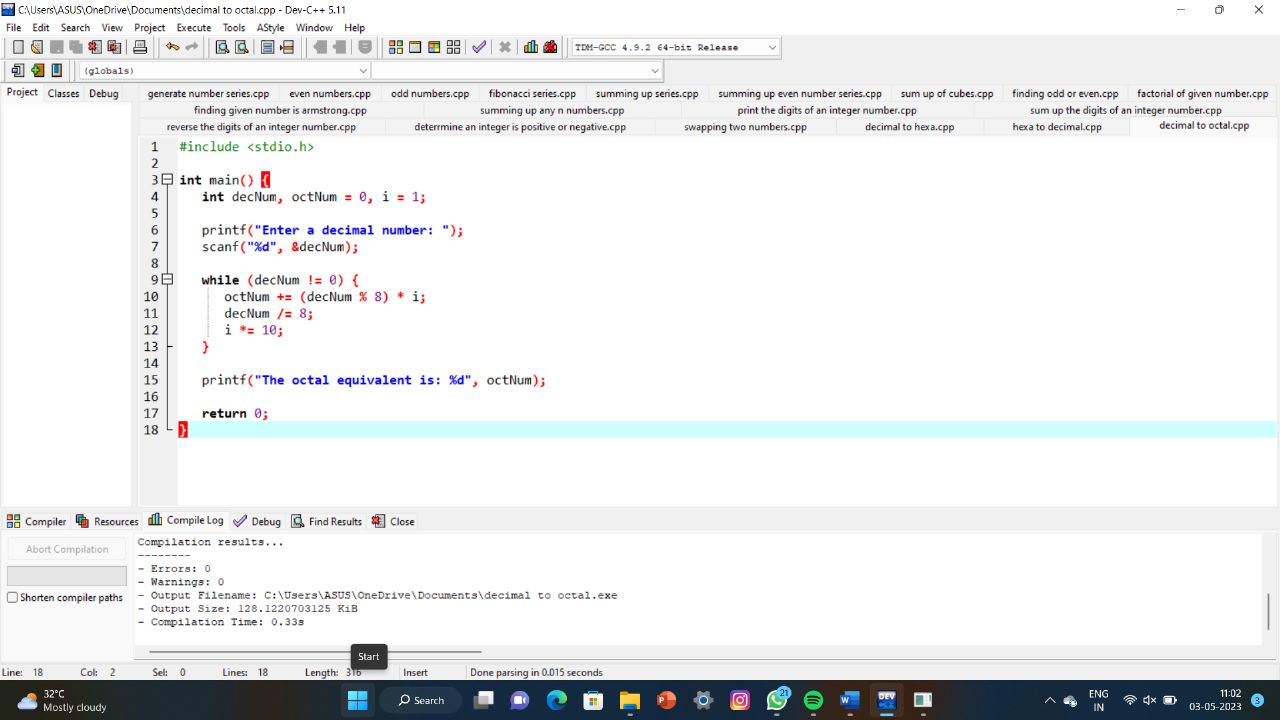 C:\Users\ASUS\OneDrive\Documents\decimal to octal.cpp - Dev-C++ 5.11
File Edit Search View Project Execute Tools AStyle Window Help
TDM-GCC 4.9.2 64-bit Release
(globals)
Project Classes Debug
generate number series.cpp even numbers.cpp odd numbers.cpp fibonacci series.cpp summing up series.cpp summing up even number series.cpp sum up of cubes.cpp finding odd or even.cpp factorial of given number.cpp
finding given number is armstrong.cpp summing up any n numbers.cpp print the digits of an integer number.cpp sum up the digits of an integer number.cpp
reverse the digits of an integer number.cpp detremine an integer is positive or negative.cpp swapping two numbers.cpp decimal to hexa.cpp hexa to decimal.cpp decimal to octal.cpp
1 #include <stdio.h>
2
3 int main() {
4 int decNum, octNum = 0, i = 1;
5
6 printf("Enter a decimal number: ");
7 scanf("%d", &decNum);
8
9 while (decNum != 0) {
10 octNum += (decNum % 8) * i;
11 decNum /= 8;
12 i *= 10;
13 }
14
15 printf("The octal equivalent is: %d", octNum);
16
17 return 0;
18 }
Compiler Resources Compile Log Debug Find Results Close
Abort Compilation
Shorten compiler paths
Compilation results...
--------
- Errors: 0
- Warnings: 0
- Output Filename: C:\Users\ASUS\OneDrive\Documents\decimal to octal.exe
- Output Size: 128.1220703125 KiB
- Compilation Time: 0.33s
Start
Line: 18 Col: 2 Sel: 0 Lines: 18 Length: 316 Insert Done parsing in 0.015 seconds
32°C
Mostly cloudy
Search
21
DEV
ENG
IN
11:02
03-05-2023
3